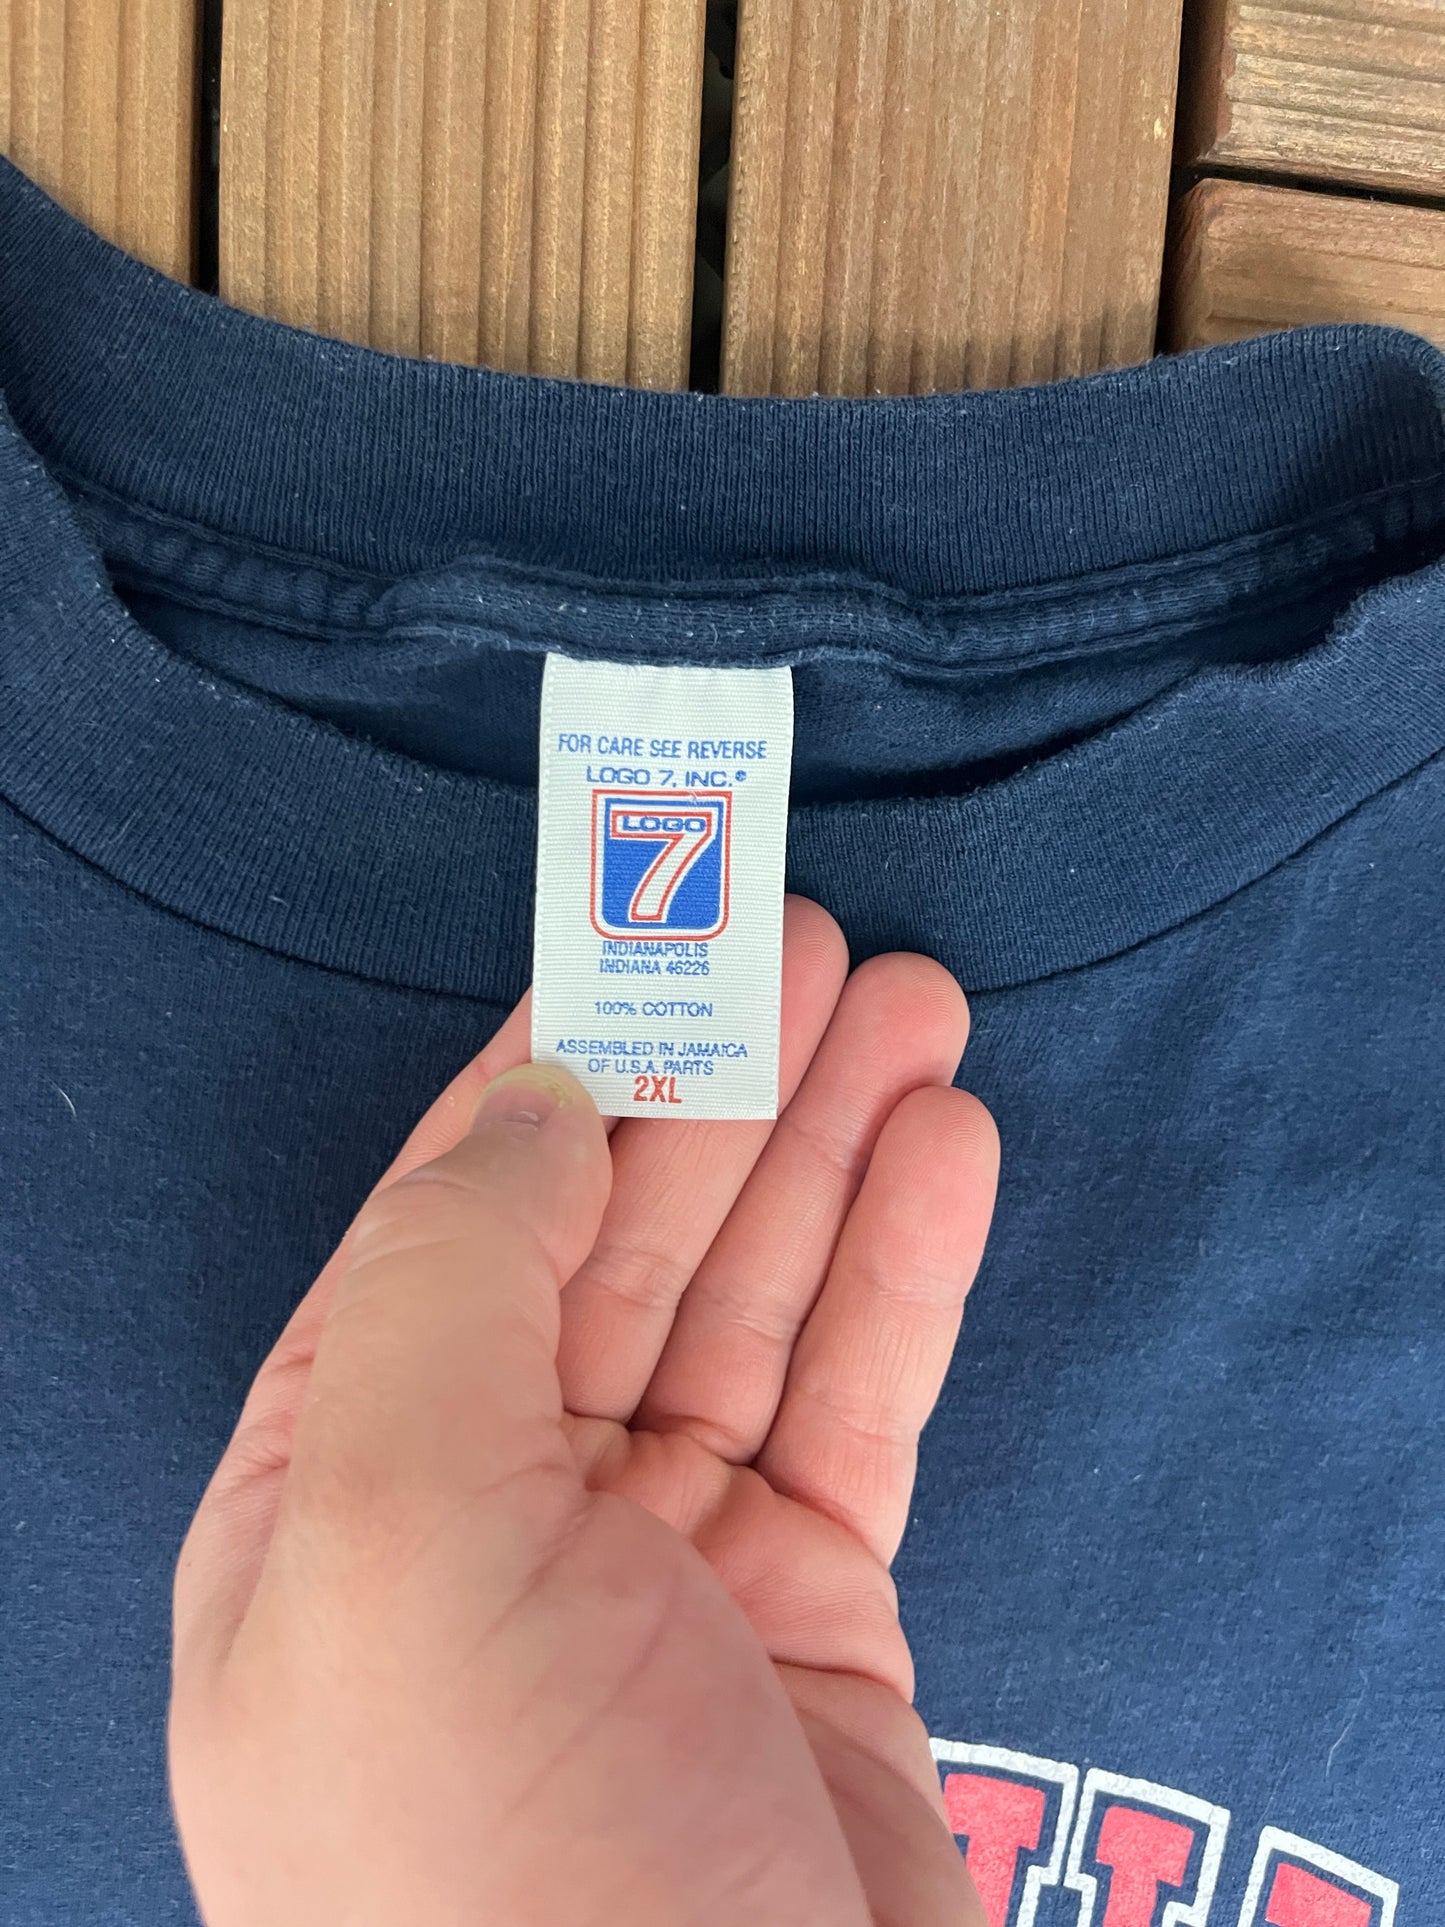 FOR CARE SEE REVERSE
LOGO 7, INC.®
LOGO
7
INDIANAPOLIS
INDIANA 46226
100% COTTON
ASSEMBLED IN JAMAICA
OF U.S.A. PARTS
2XL